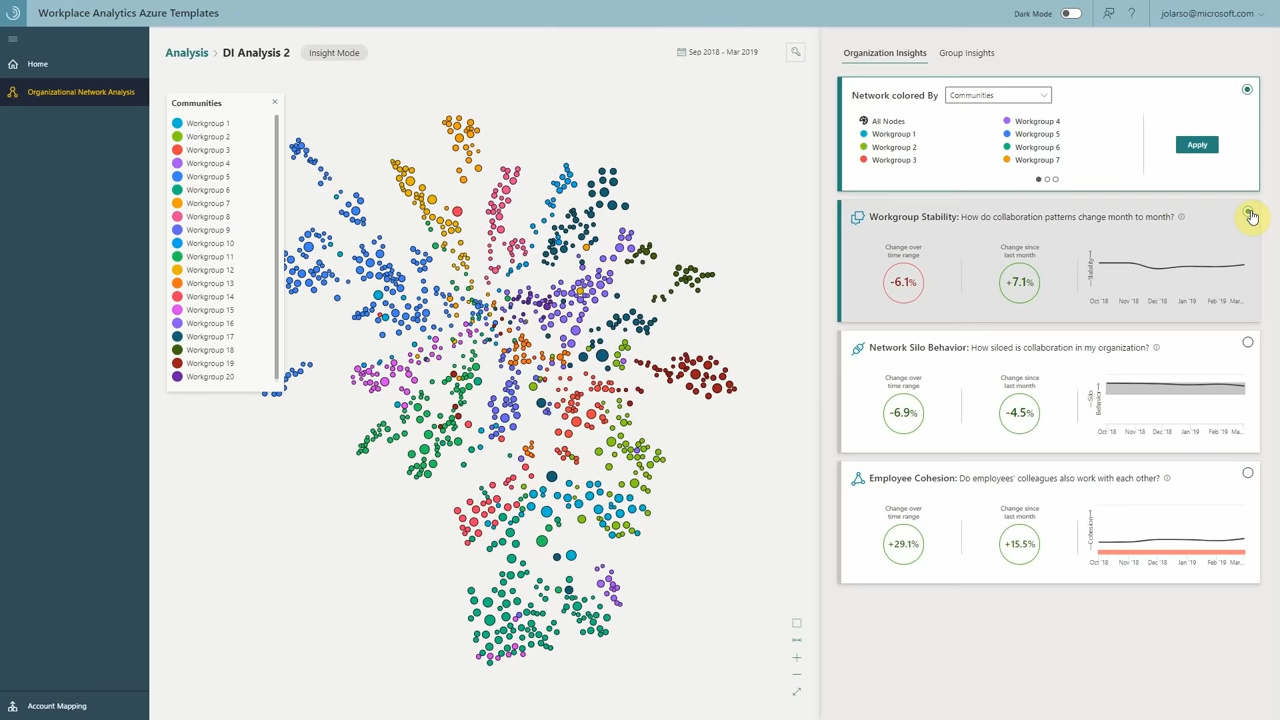 Workplace Analytics Azure Templates
Dark Mode
?
jolarso@microsoft.com
Home
Organizational Network Analysis
Account Mapping
Analysis > DI Analysis 2
Insight Mode
Sep 2018 - Mar 2019
Communities
Workgroup 1
Workgroup 2
Workgroup 3
Workgroup 4
Workgroup 5
Workgroup 6
Workgroup 7
Workgroup 8
Workgroup 9
Workgroup 10
Workgroup 11
Workgroup 12
Workgroup 13
Workgroup 14
Workgroup 15
Workgroup 16
Workgroup 17
Workgroup 18
Workgroup 19
Workgroup 20
Organization Insights
Group Insights
Network colored By
Communities
All Nodes
Workgroup 1
Workgroup 2
Workgroup 3
Workgroup 4
Workgroup 5
Workgroup 6
Workgroup 7
Apply
Workgroup Stability: How do collaboration patterns change month to month?
Change over
time range
-6.1%
Change since
last month
+7.1%
Stability
Oct '18 Nov '18 Dec '18 Jan '19 Feb '19 Mar...
Network Silo Behavior: How siloed is collaboration in my organization?
Change over
time range
-6.9%
Change since
last month
-4.5%
Silo
Behavior
Oct '18 Nov '18 Dec '18 Jan '19 Feb '19 Ma...
Employee Cohesion: Do employees' colleagues also work with each other?
Change over
time range
+29.1%
Change since
last month
+15.5%
Cohesion
Oct '18 Nov '18 Dec '18 Jan '19 Feb '19 Mar...